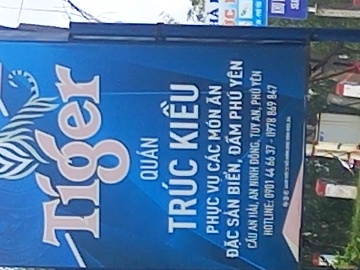 Tiger
QUÁN
TRÚC KIỀU
PHỤC VỤ CÁC MÓN ĂN
ĐẶC SẢN BIỂN, ĐẦM PHÚ YÊN
CẦU AN HẢI, AN NINH ĐÔNG, TUY AN, PHÚ YÊN
HOTLINE: 0901 44 66 37 - 0978 869 847